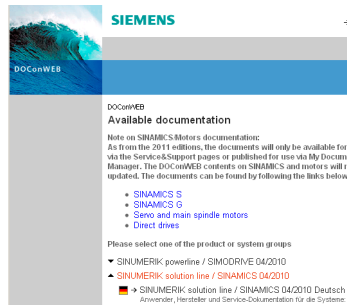 SIEMENS
DOConWEB
DOConWEB
Available documentation
Note on SINAMICS/Motors documentation:
As from the 2011 editions, the documents will only be available for
via the Service&Support pages or published for use via My Docum
Manager. The DOConWEB contents on SINAMICS and motors will
updated. The documents can be found by following the links below
SINAMICS S
SINAMICS G
Servo and main spindle motors
Direct drives
Please select one of the product or system groups
SINUMERIK powerline / SIMODRIVE 04/2010
SINUMERIK solution line / SINAMICS 04/2010
SINUMERIK solution line / SINAMICS 04/2010 Deutsch
Anwender, Hersteller und Service-Dokumentation für die Systeme: